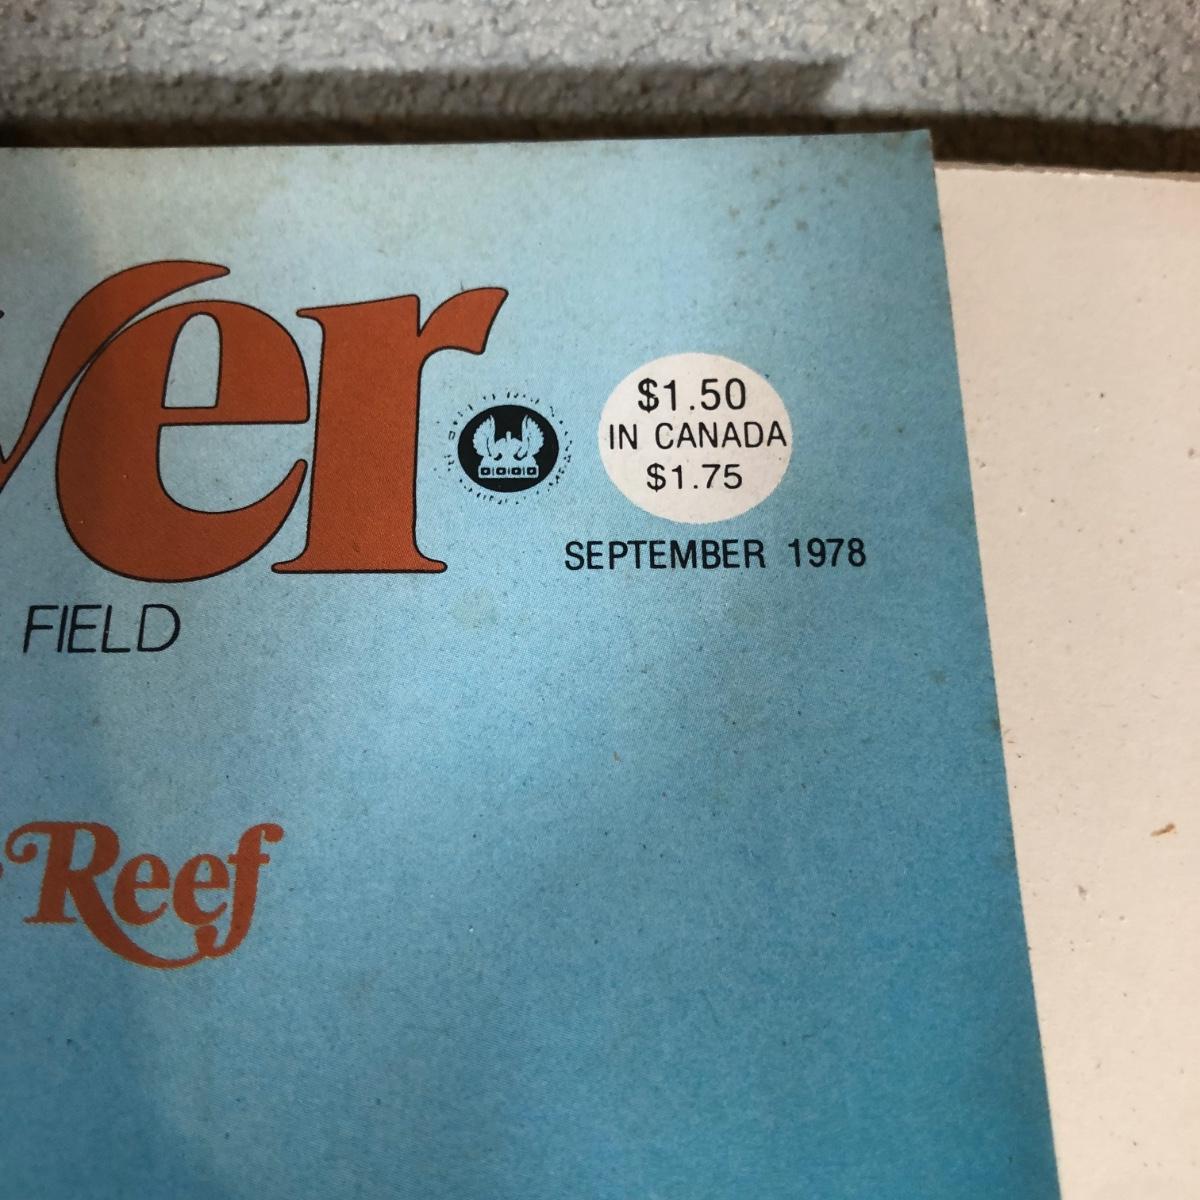 ver
$1.50
IN CANADA
$1.75
SEPTEMBER 1978
FIELD
Reef